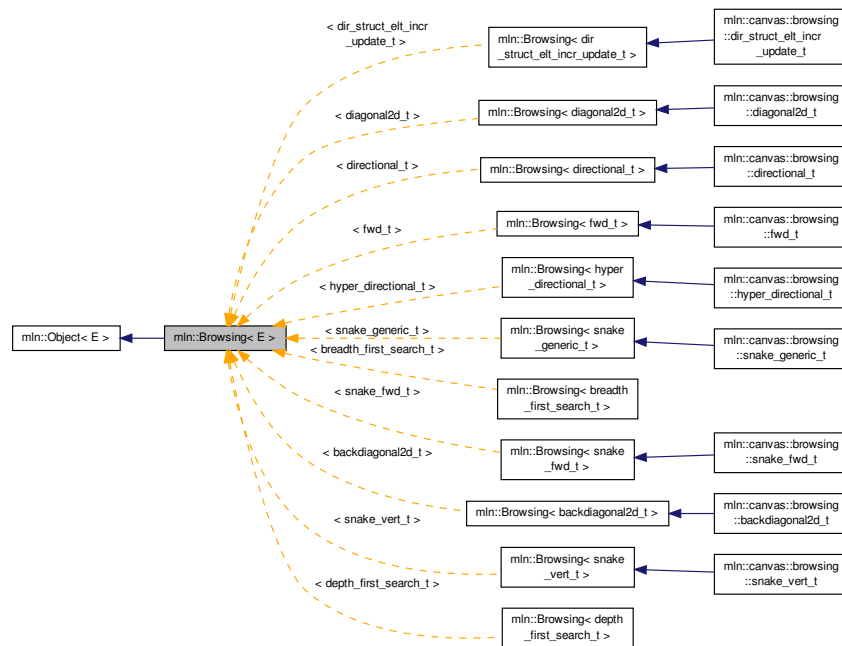 < dir_struct_elt_incr
_update_t >
mln::Browsing< dir
_struct_elt_incr_update_t >
mln::canvas::browsing
::dir_struct_elt_incr
_update_t
< diagonal2d_t >
mln::Browsing< diagonal2d_t >
mln::canvas::browsing
::diagonal2d_t
< directional_t >
mln::Browsing< directional_t >
mln::canvas::browsing
::directional_t
< fwd_t >
mln::Browsing< fwd_t >
mln::canvas::browsing
::fwd_t
< hyper_directional_t >
mln::Browsing< hyper
_directional_t >
mln::canvas::browsing
::hyper_directional_t
mln::Object< E >
mln::Browsing< E >
< snake_generic_t >
mln::Browsing< snake
_generic_t >
mln::canvas::browsing
::snake_generic_t
< breadth_first_search_t >
mln::Browsing< breadth
_first_search_t >
< snake_fwd_t >
mln::Browsing< snake
_fwd_t >
mln::canvas::browsing
::snake_fwd_t
< backdiagonal2d_t >
mln::Browsing< backdiagonal2d_t >
mln::canvas::browsing
::backdiagonal2d_t
< snake_vert_t >
mln::Browsing< snake
_vert_t >
mln::canvas::browsing
::snake_vert_t
< depth_first_search_t >
mln::Browsing< depth
_first_search_t >